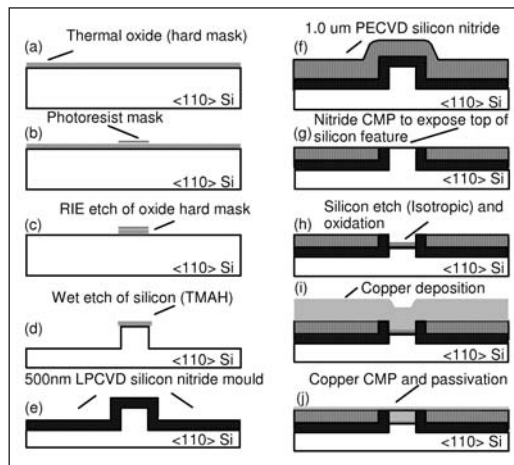 (a)
Thermal oxide (hard mask)
<110> Si
(b)
Photoresist mask
<110> Si
(c)
RIE etch of oxide hard mask
<110> Si
(d)
Wet etch of silicon (TMAH)
<110> Si
500nm LPCVD silicon nitride mould
(e)
<110> Si
1.0 um PECVD silicon nitride
(f)
<110> Si
Nitride CMP to expose top of
(g)
silicon feature
<110> Si
Silicon etch (Isotropic) and
(h)
oxidation
<110> Si
(i)
Copper deposition
<110> Si
Copper CMP and passivation
(j)
<110> Si